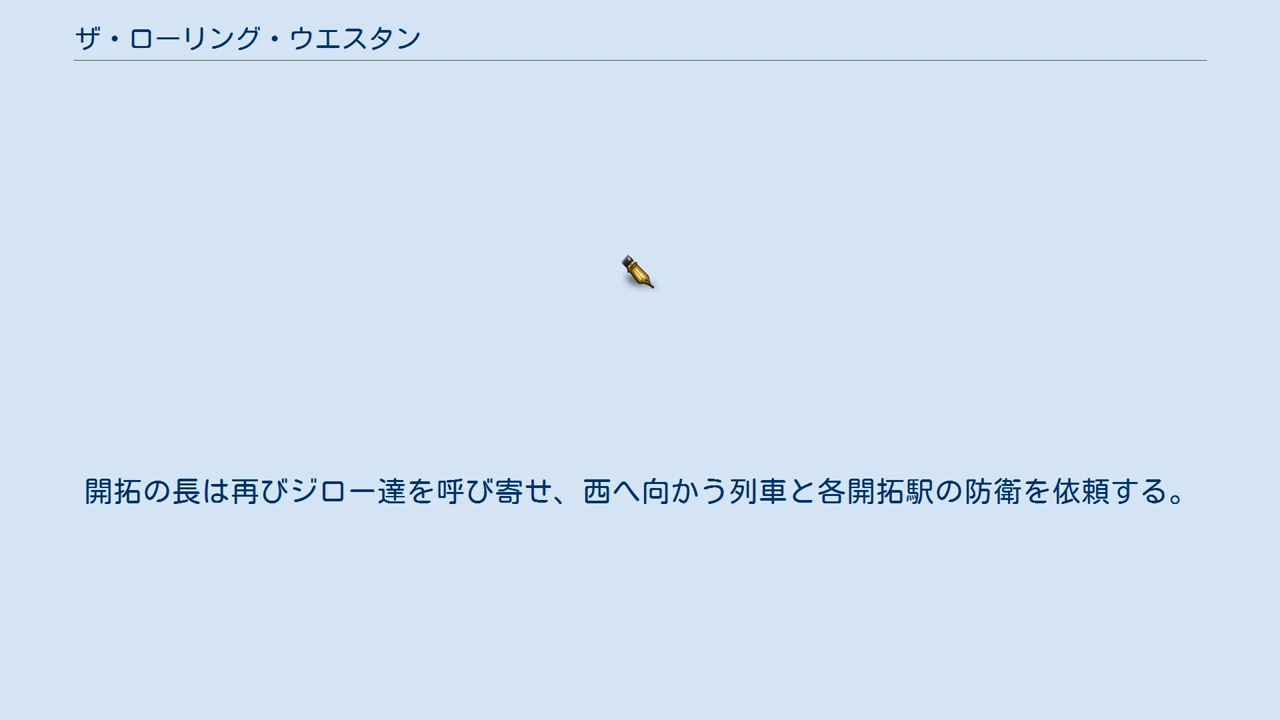 ザ・ローリング・ウエスタン
開拓の長は再びジロー達を呼び寄せ、西へ向かう列車と各開拓駅の防衛を依頼する。